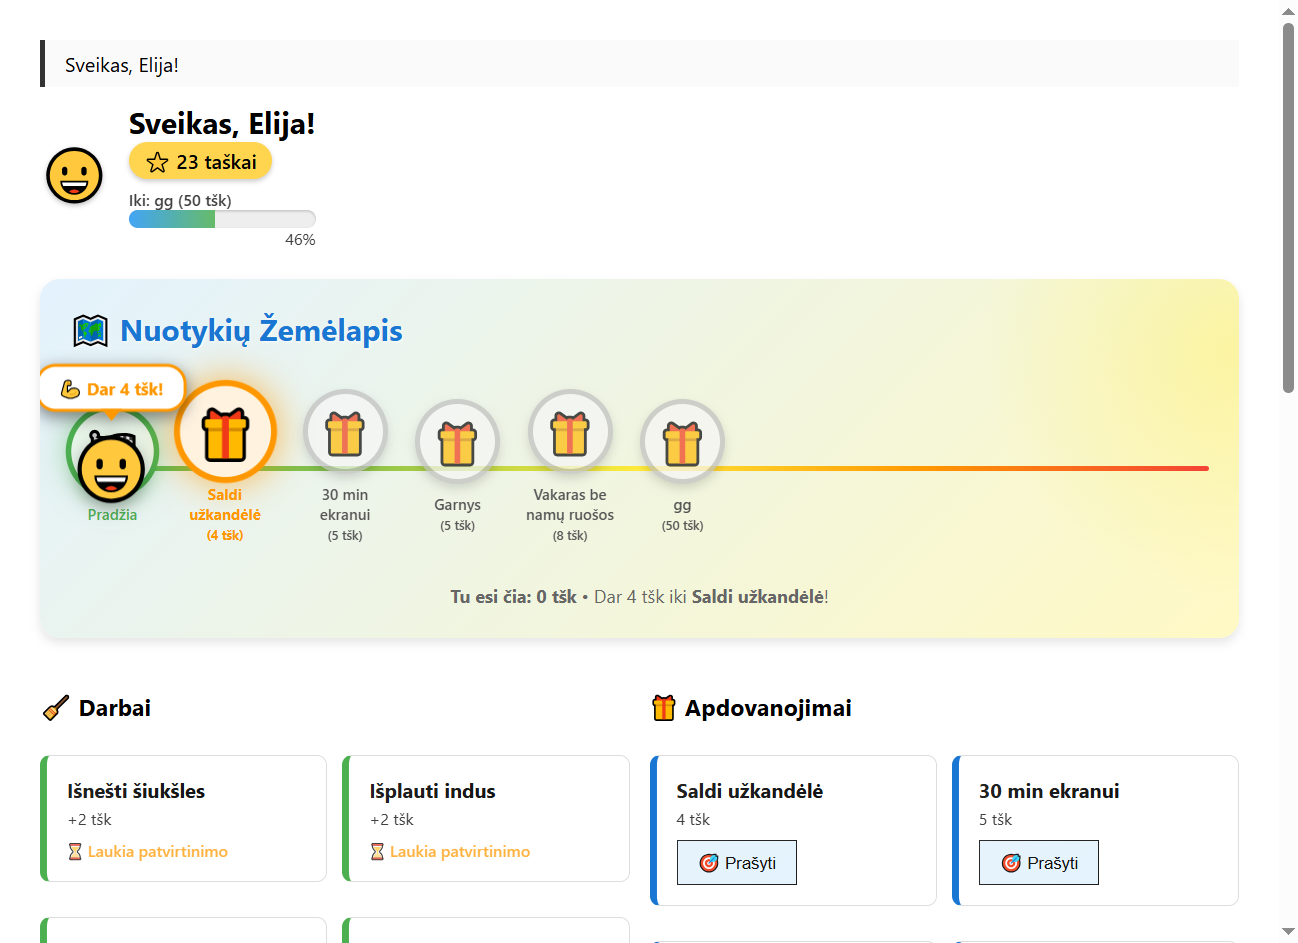 Sveikas, Elija!
Sveikas, Elija!
23 taškai
Iki: gg (50 tšk)
46%
Nuotykių Žemėlapis
Dar 4 tšk!
Pradžia
Saldi
užkandėlė
(4 tšk)
30 min
ekranui
(5 tšk)
Garnys
(5 tšk)
Vakaras be
namų ruošos
(8 tšk)
gg
(50 tšk)
Tu esi čia: 0 tšk • Dar 4 tšk iki Saldi užkandėlė!
Darbai
Išnešti šiukšles
+2 tšk
Laukia patvirtinimo
Išplauti indus
+2 tšk
Laukia patvirtinimo
Apdovanojimai
Saldi užkandėlė
4 tšk
Prašyti
30 min ekranui
5 tšk
Prašyti